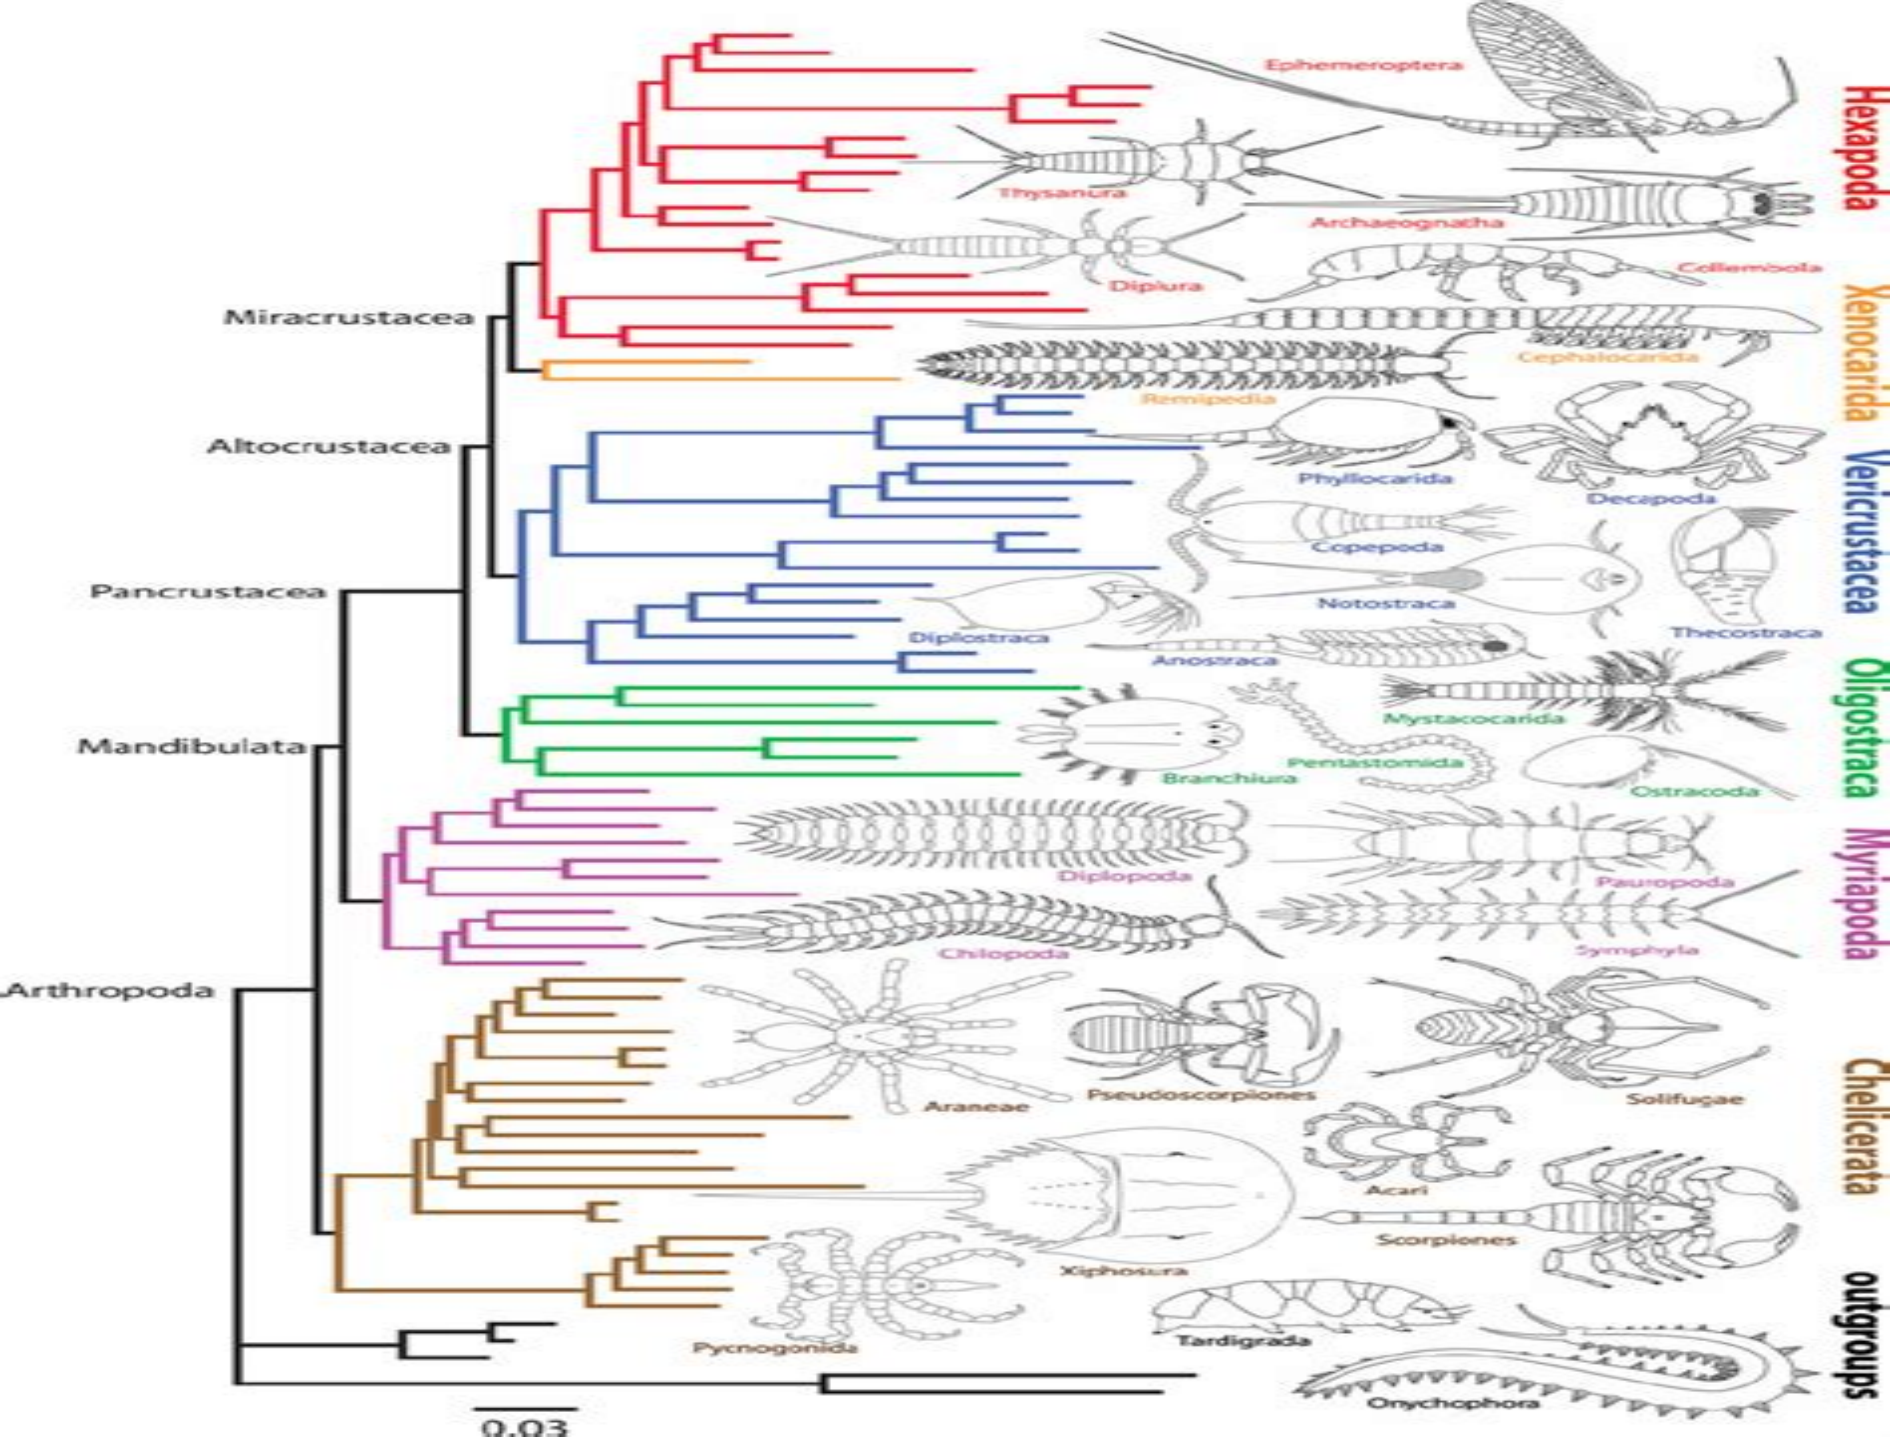 Ephemeroptera
Hexapoda
Thysanura
Archaeognatha
Collembola
Diplura
Xenocarida
Miracrustacea
Cephalocarida
Remipedia
Altocrustacea
Vericrustacea
Phyllocarida
Decapoda
Copepoda
Pancrustacea
Notostraca
Thecostraca
Diplostraca
Anostraca
Oligostraca
Mystacocarida
Mandibulata
Pentastomida
Branchiura
Ostracoda
Myriapoda
Diplopoda
Pauropoda
Chilopoda
Symphyla
Arthropoda
Chelicerata
Araneae
Pseudoscorpiones
Solifugae
Acari
Scorpiones
Xiphosura
outgroups
Pycnogonida
Tardigrada
Onychophora
0.03